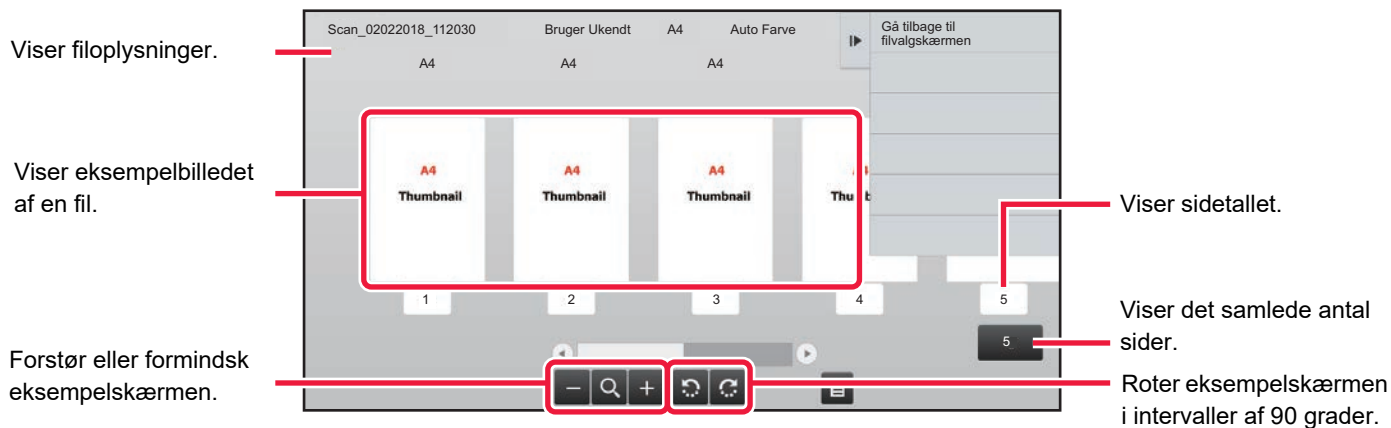 Viser filoplysninger.
Scan_02022018_112030 Bruger Ukendt A4 Auto Farve
A4 A4 A4
Gå tilbage til
filvalgskærmen
Viser eksempelbilledet
af en fil.
A4 A4 A4
Thumbnail Thumbnail Thumbnail
1 2 3 4 5
Viser sidetallet.
5
Viser det samlede antal
sider.
Forstør eller formindsk
eksempelskærmen.
Roter eksempelskærmen
i intervaller af 90 grader.